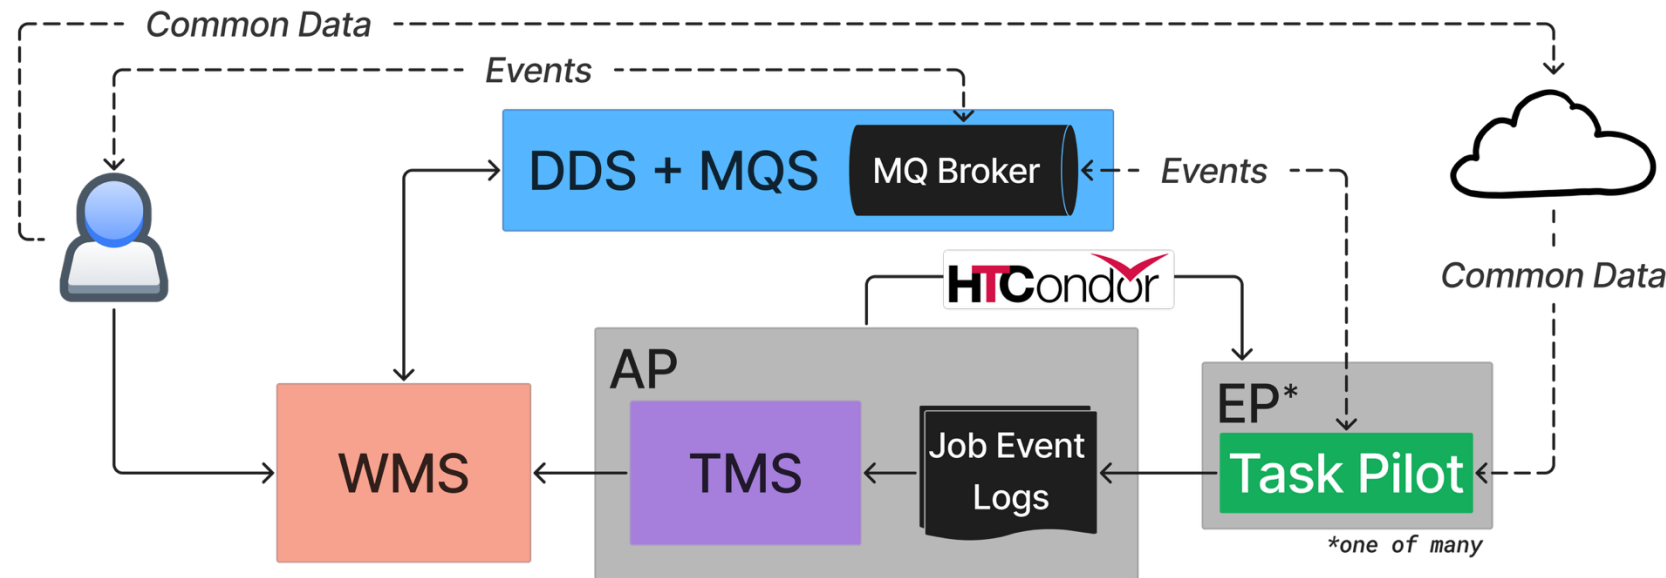 Common Data
Events
DDS + MQS
MQ Broker
Events
HTCondor
Common Data
AP
EP*
WMS
TMS
Job Event
Logs
Task Pilot
*one of many